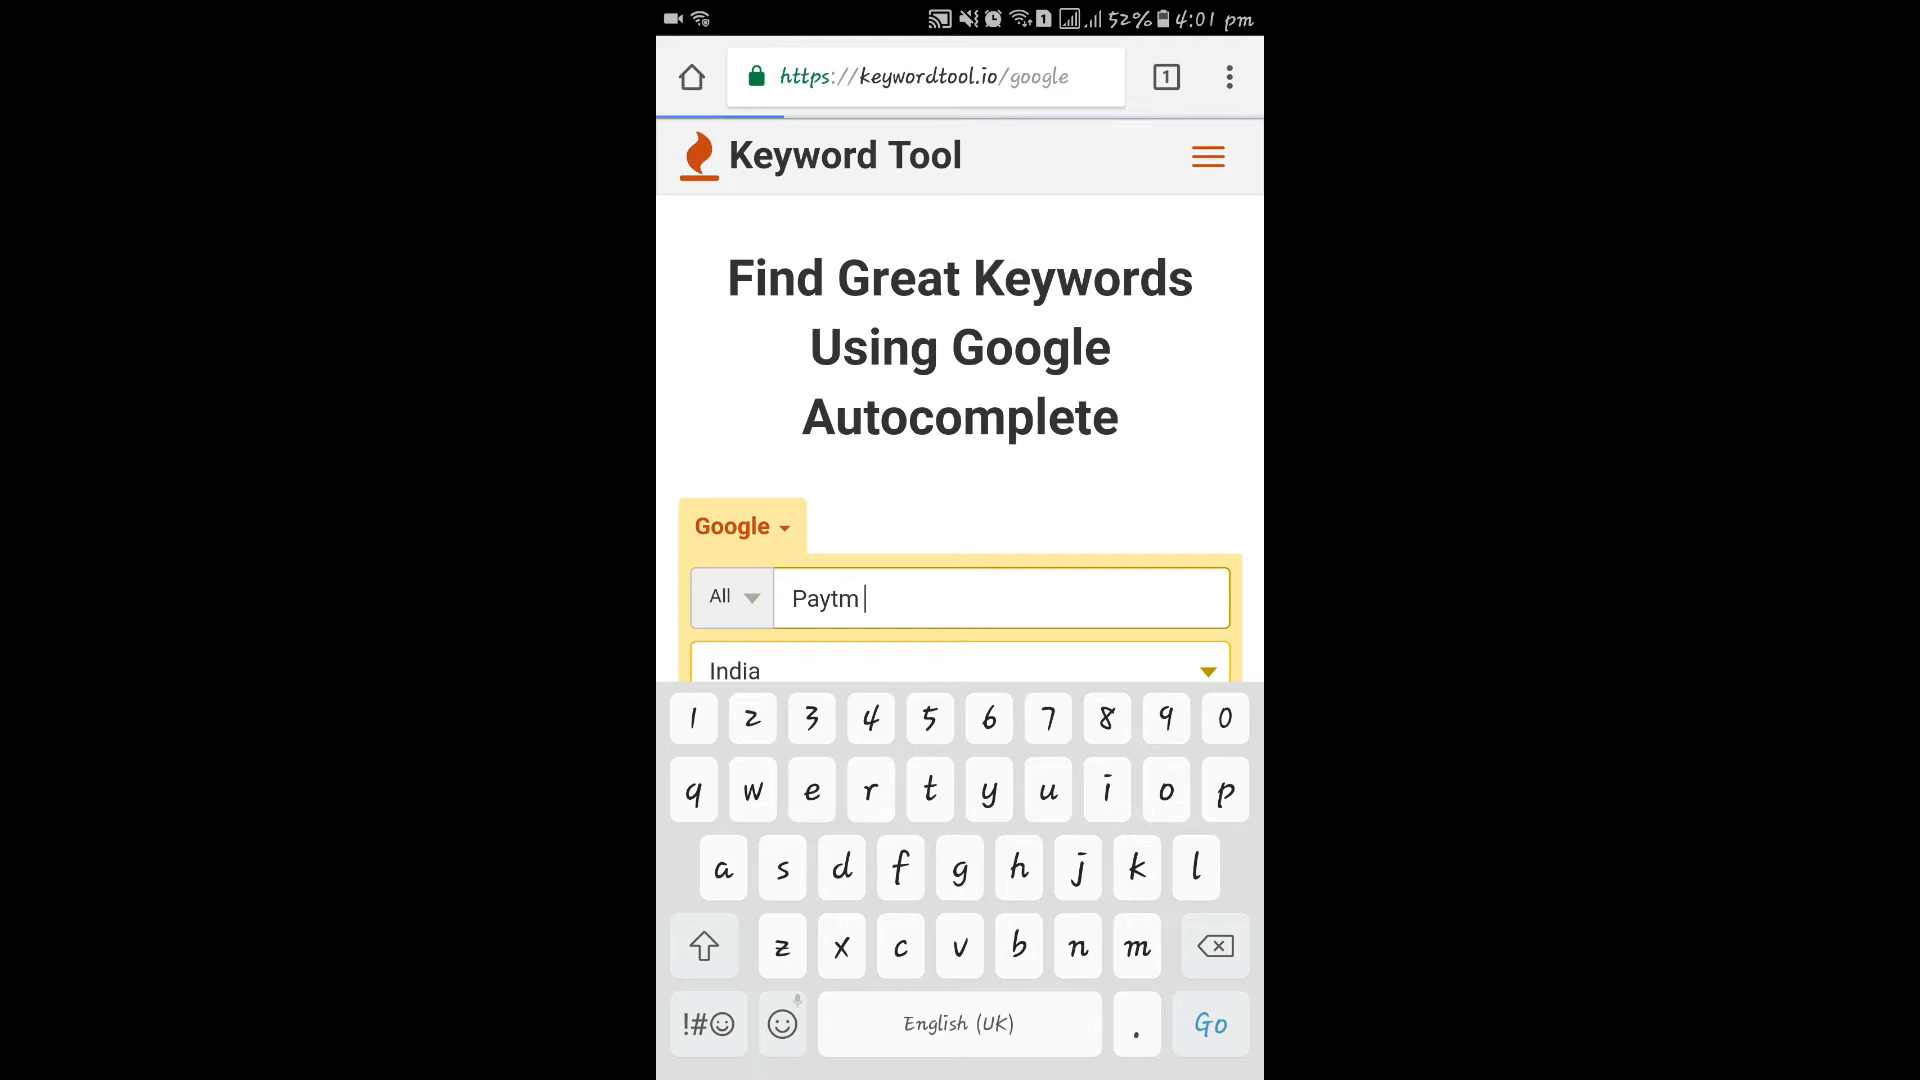 1 52% 4:01 pm
https://keywordtool.io/google 1
Keyword Tool
Find Great Keywords
Using Google
Autocomplete
Google
All Paytm
India
1 2 3 4 5 6 7 8 9 0
q w e r t y u i o p
a s d f g h j k l
z x c v b n m
!#☺ English (UK) . Go